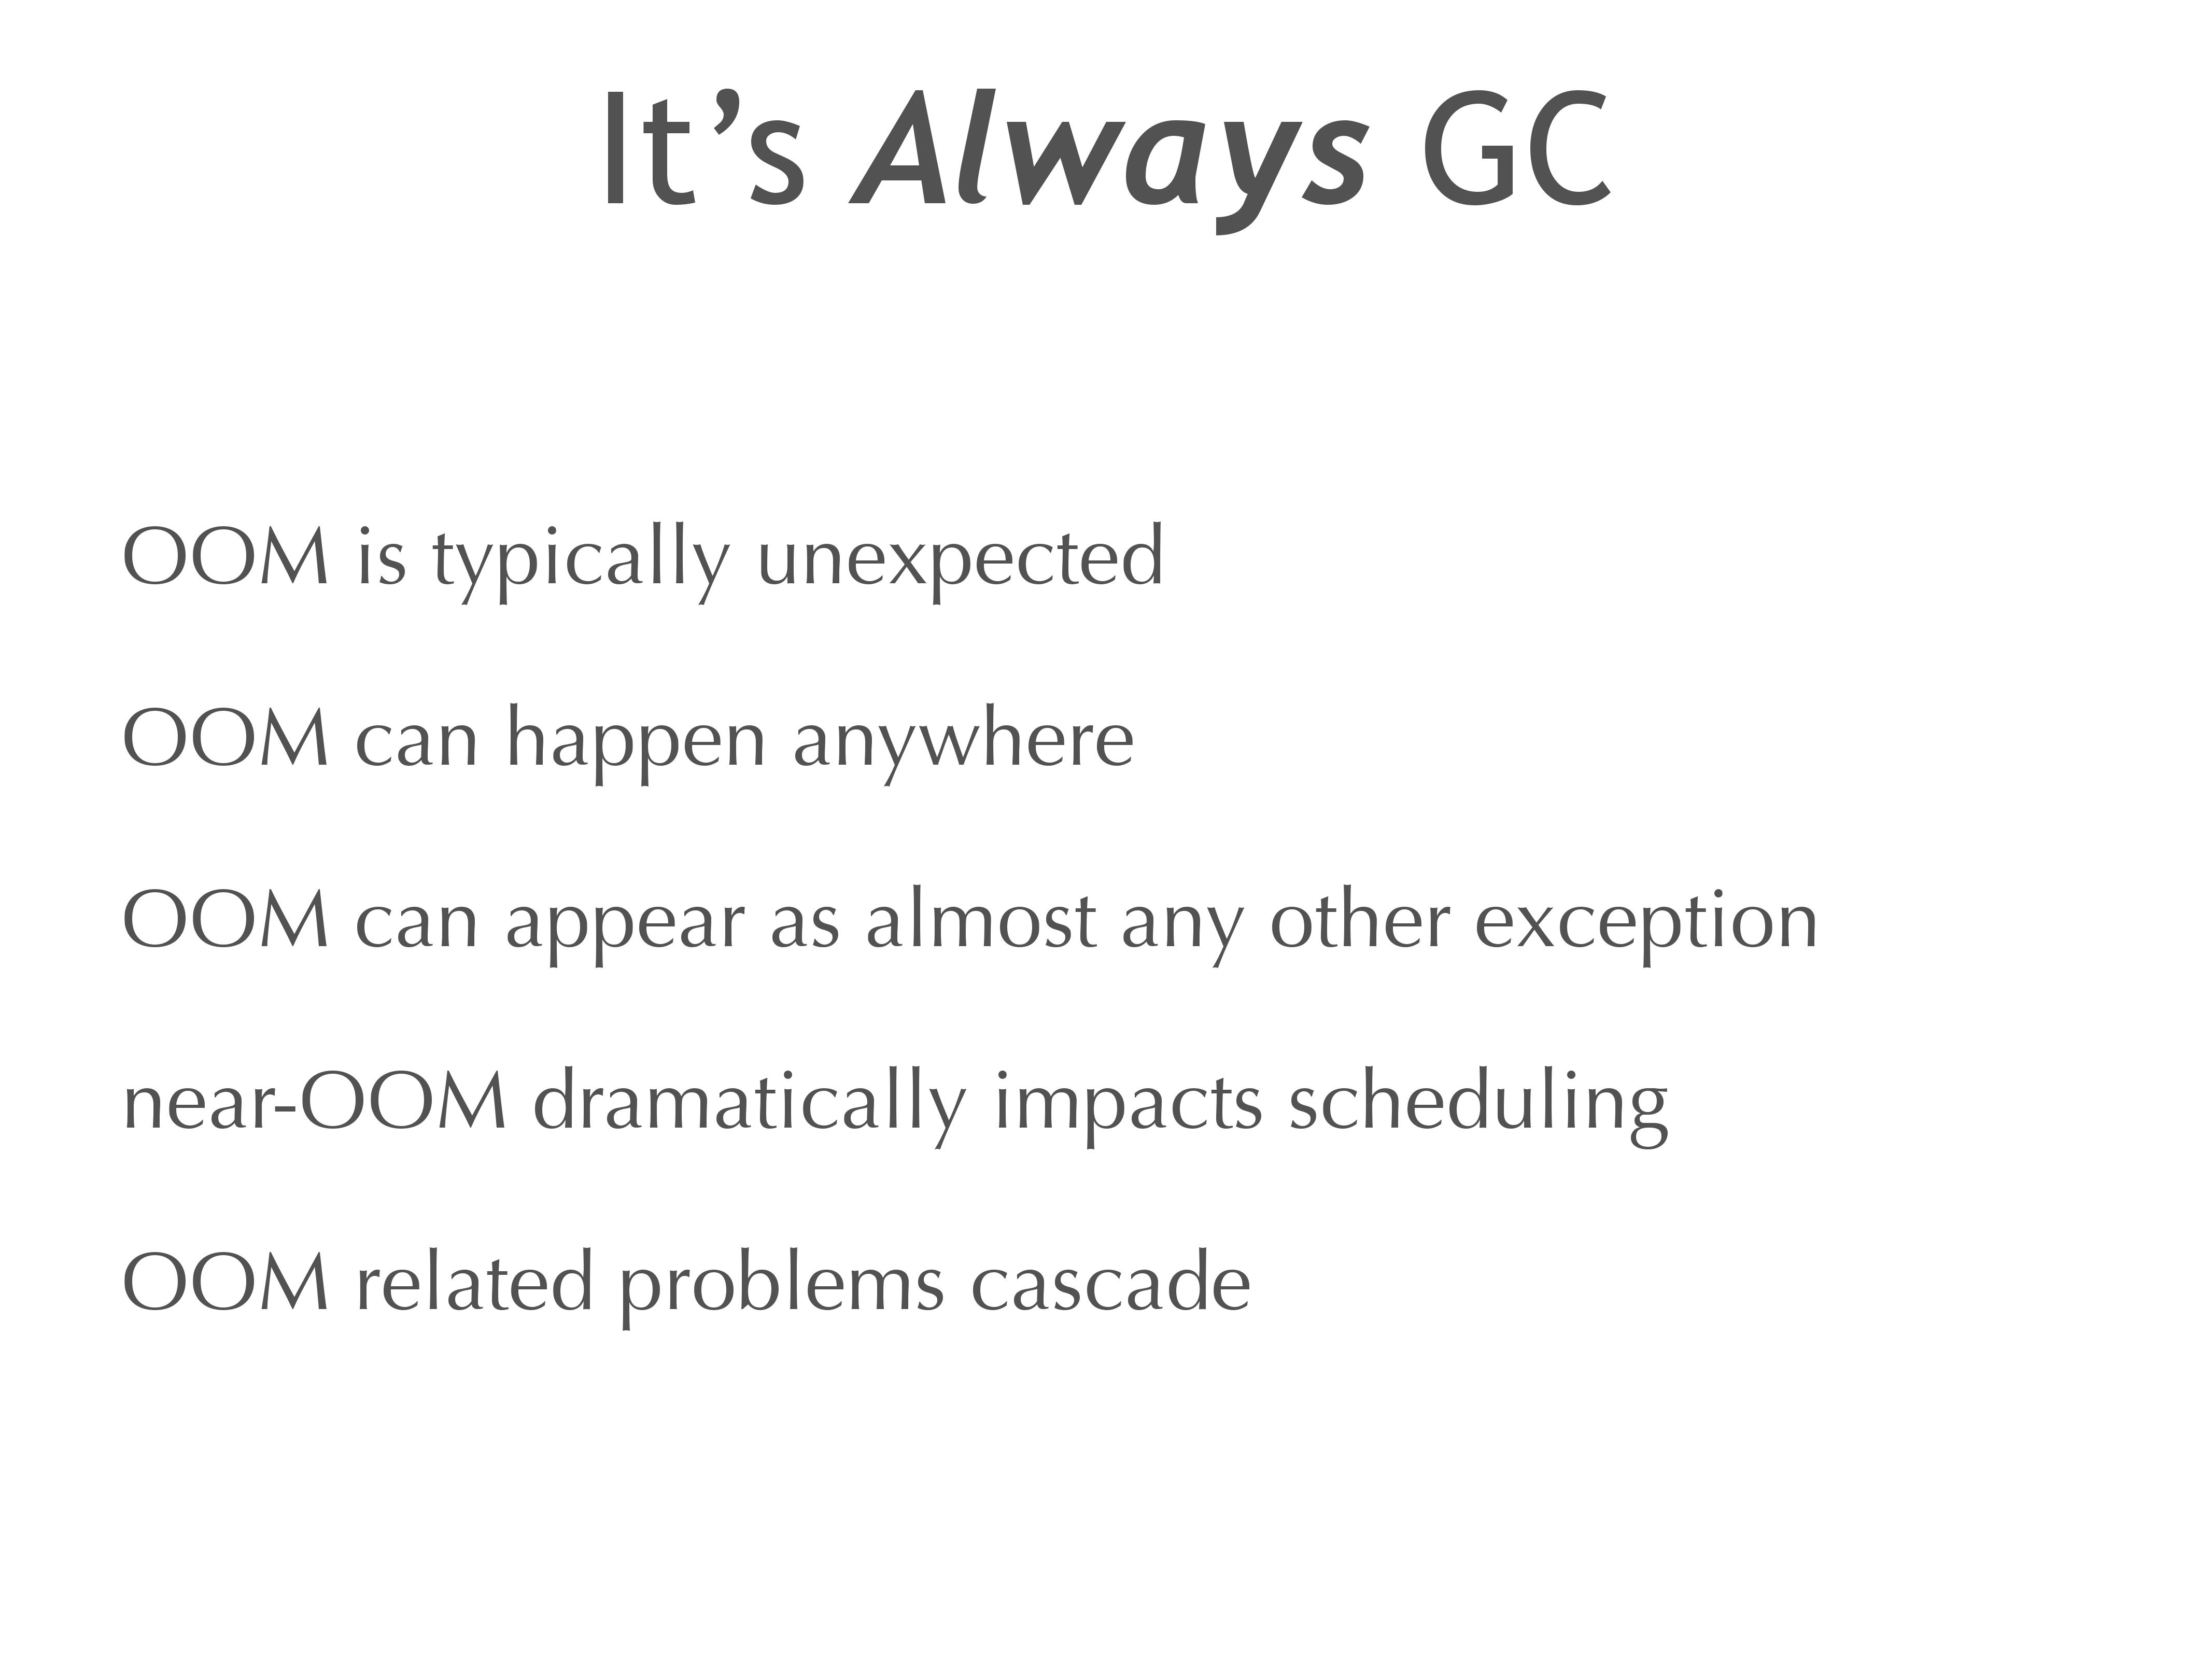 It’s Always GC
OOM is typically unexpected
OOM can happen anywhere
OOM can appear as almost any other exception
near-OOM dramatically impacts scheduling
OOM related problems cascade